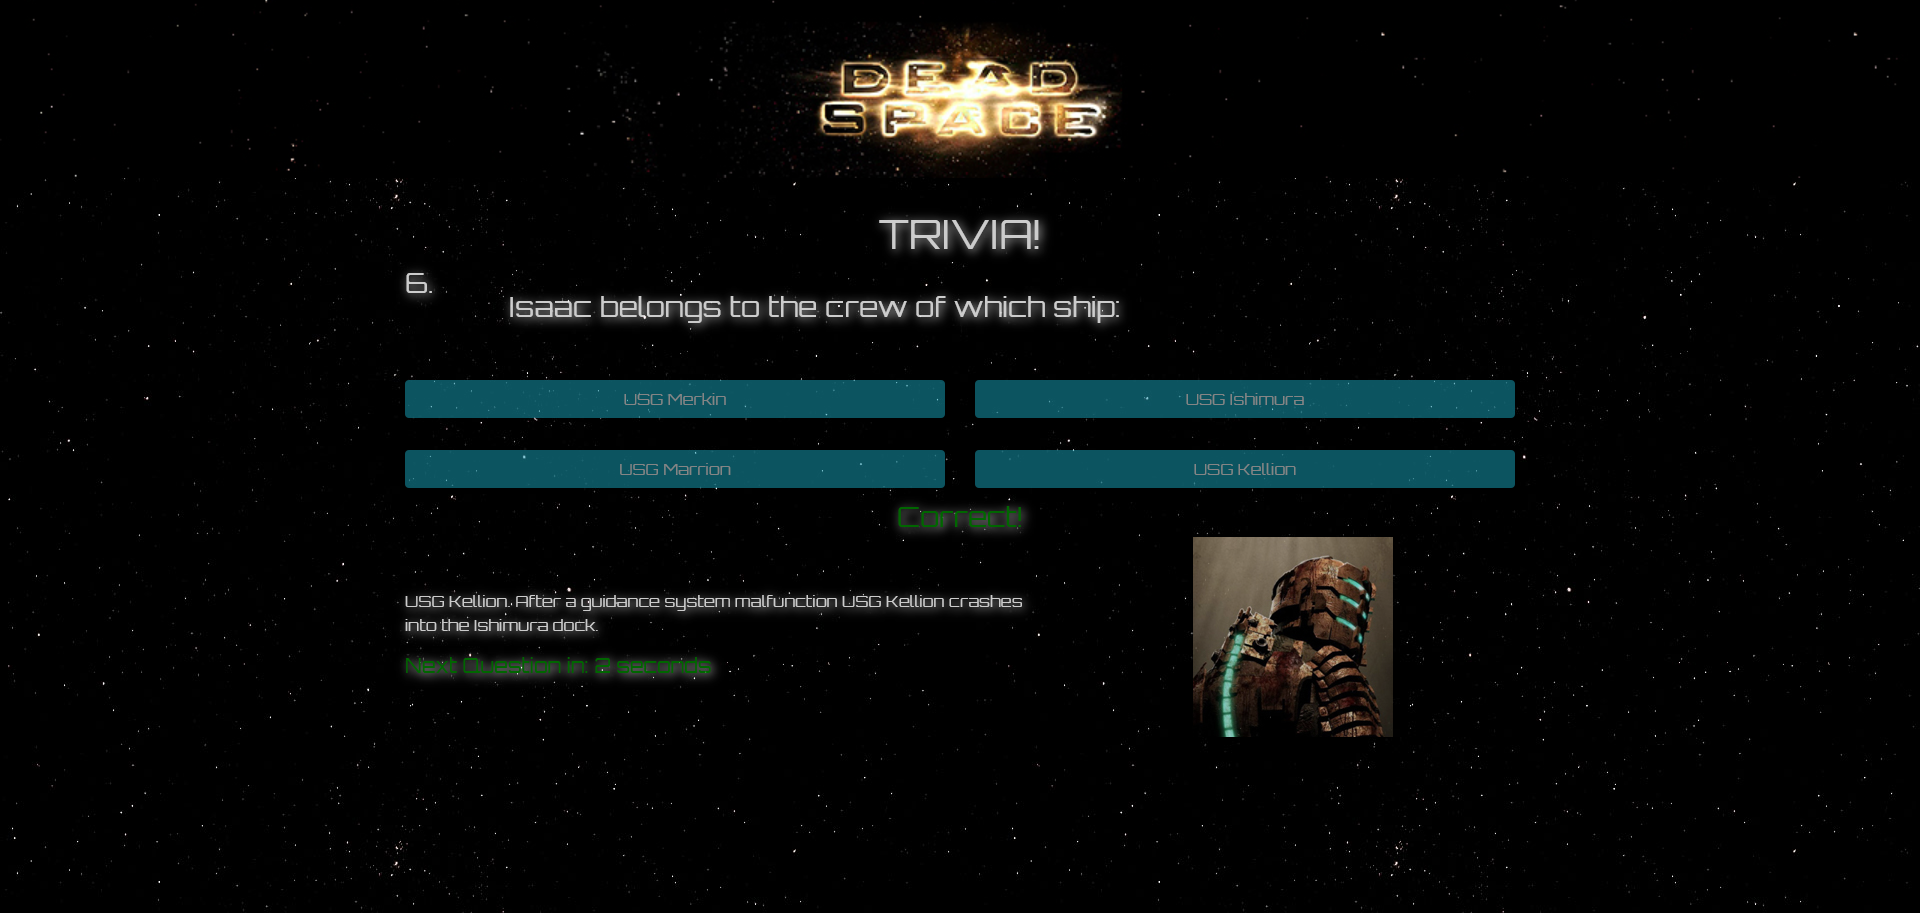 DEAD
SPACE
TRIVIA!
6.
Isaac belongs to the crew of which ship:
USG Merkin
USG Ishimura
USG Marrion
USG Kellion
Correct!
USG Kellion. After a guidance system malfunction USG Kellion crashes
into the Ishimura dock.
Next Question in: 2 seconds